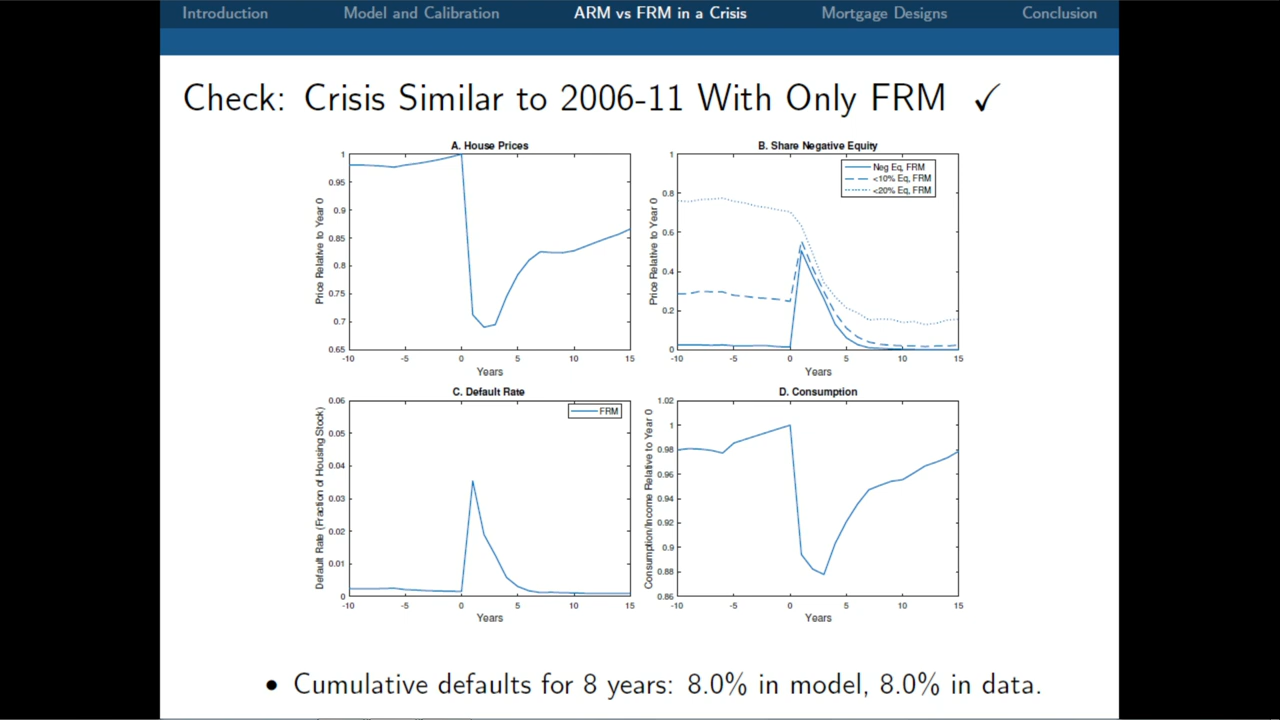 Introduction Model and Calibration ARM vs FRM in a Crisis Mortgage Designs Conclusion
Check: Crisis Similar to 2006-11 With Only FRM ✓
A. House Prices
1
0.95
0.9
0.85
0.8
0.75
0.7
0.65
Price Relative to Year 0
-10 -5 0 5 10 15
Years
B. Share Negative Equity
1
0.8
0.6
0.4
0.2
0
Price Relative to Year 0
Neg Eq, FRM
<10% Eq, FRM
<20% Eq, FRM
-10 -5 0 5 10 15
Years
C. Default Rate
0.06
0.05
0.04
0.03
0.02
0.01
0
Default Rate (Fraction of Housing Stock)
FRM
-10 -5 0 5 10 15
Years
D. Consumption
1.02
1
0.98
0.96
0.94
0.92
0.9
0.88
0.86
Consumption/Income Relative to Year 0
-10 -5 0 5 10 15
Years
• Cumulative defaults for 8 years: 8.0% in model, 8.0% in data.